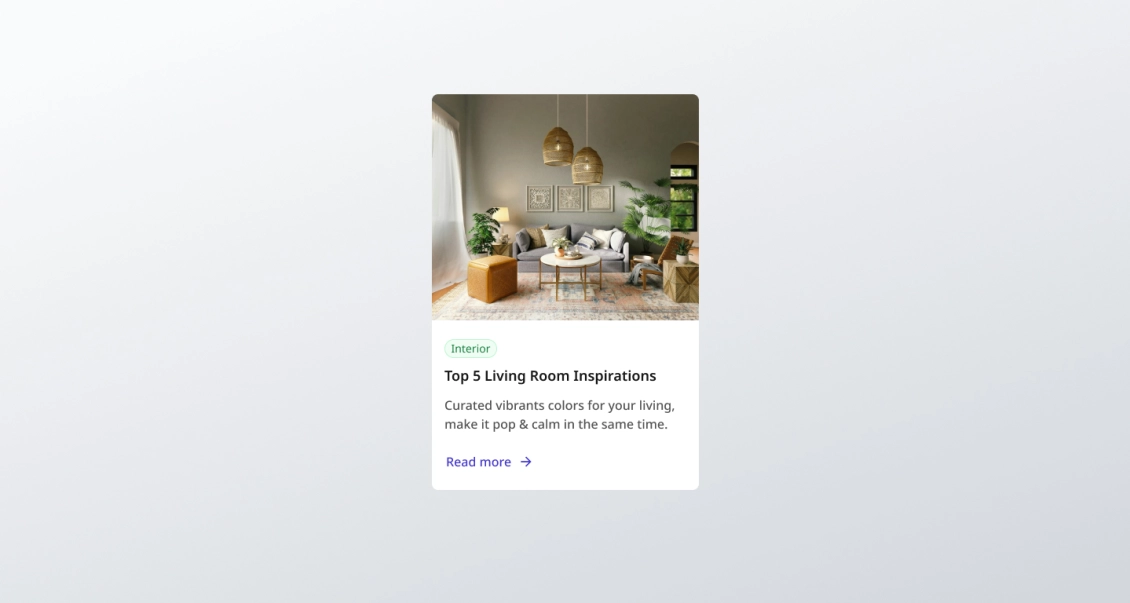 Interior
Top 5 Living Room Inspirations
Curated vibrants colors for your living,
make it pop & calm in the same time.
Read more